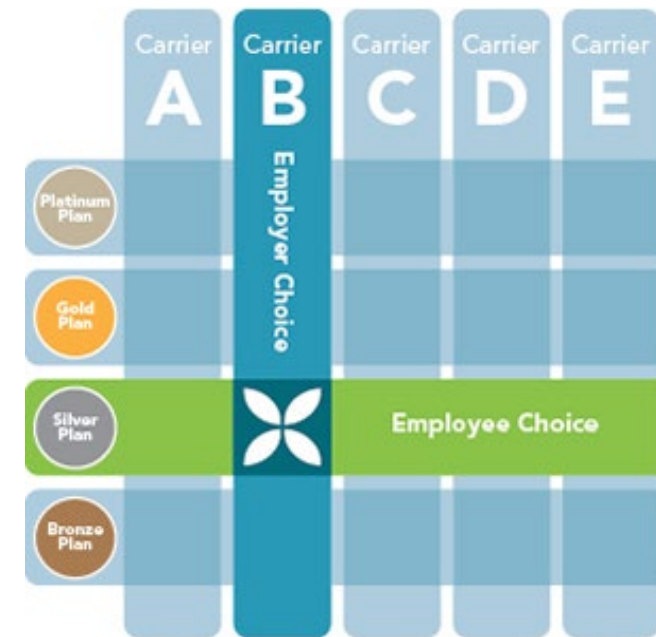 Carrier
A
Carrier
B
Carrier
C
Carrier
D
Carrier
E
Employer Choice
Platinum
Plan
Gold
Plan
Silver
Plan
Employee Choice
Bronze
Plan